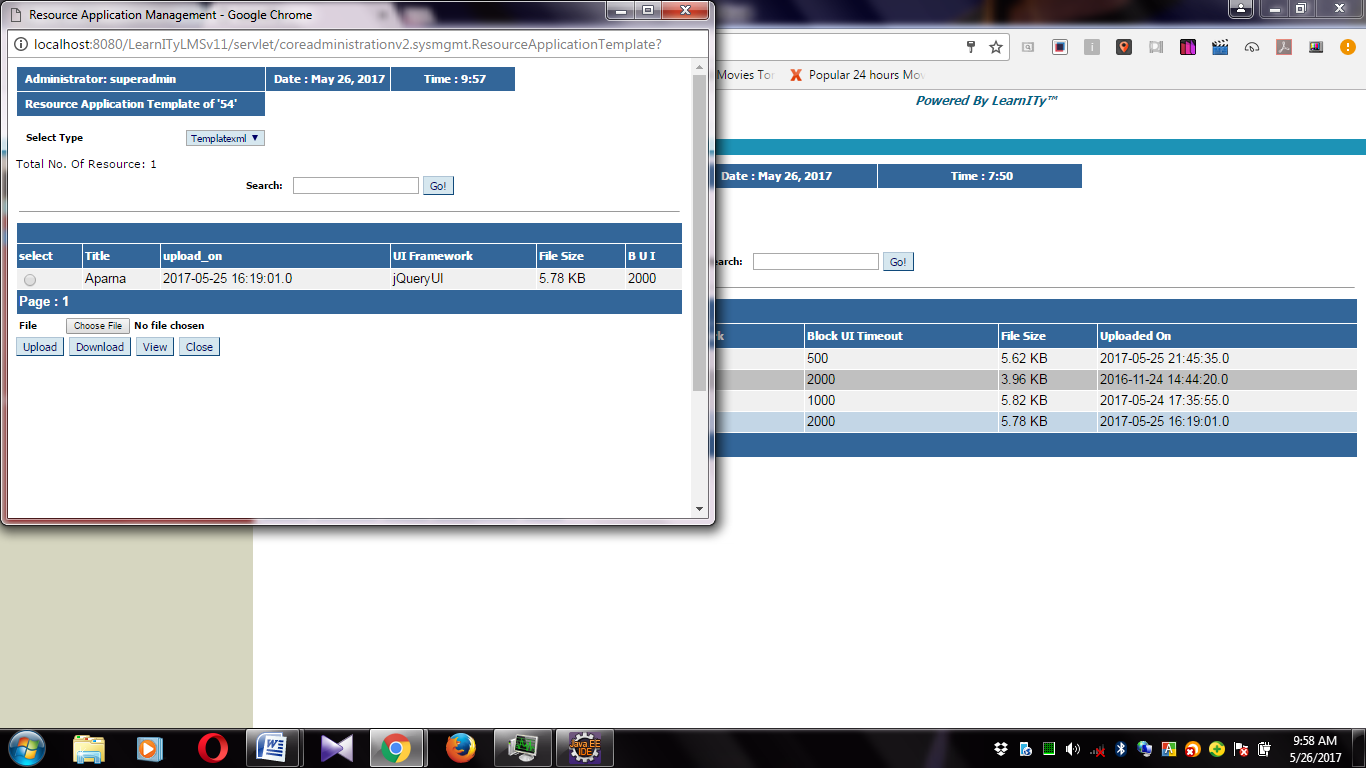 Resource Application Management - Google Chrome
localhost:8080/LearnITyLMSv11/servlet/coreadministrationv2.sysmgmt.ResourceApplicationTemplate?
Administrator: superadmin Date : May 26, 2017 Time : 9:57
Resource Application Template of '54'
Select Type Templatexml
Total No. Of Resource: 1
Search: Go!
select Title upload_on UI Framework File Size B U I
Aparna 2017-05-25 16:19:01.0 jQueryUI 5.78 KB 2000
Page : 1
File Choose File No file chosen
Upload Download View Close
Movies Tor
Popular 24 hours Mov
Powered By LearnITy™
Date : May 26, 2017 Time : 7:50
earch: Go!
k Block UI Timeout File Size Uploaded On
500 5.62 KB 2017-05-25 21:45:35.0
2000 3.96 KB 2016-11-24 14:44:20.0
1000 5.82 KB 2017-05-24 17:35:55.0
2000 5.78 KB 2017-05-25 16:19:01.0
Java EE
IDE
9:58 AM
5/26/2017